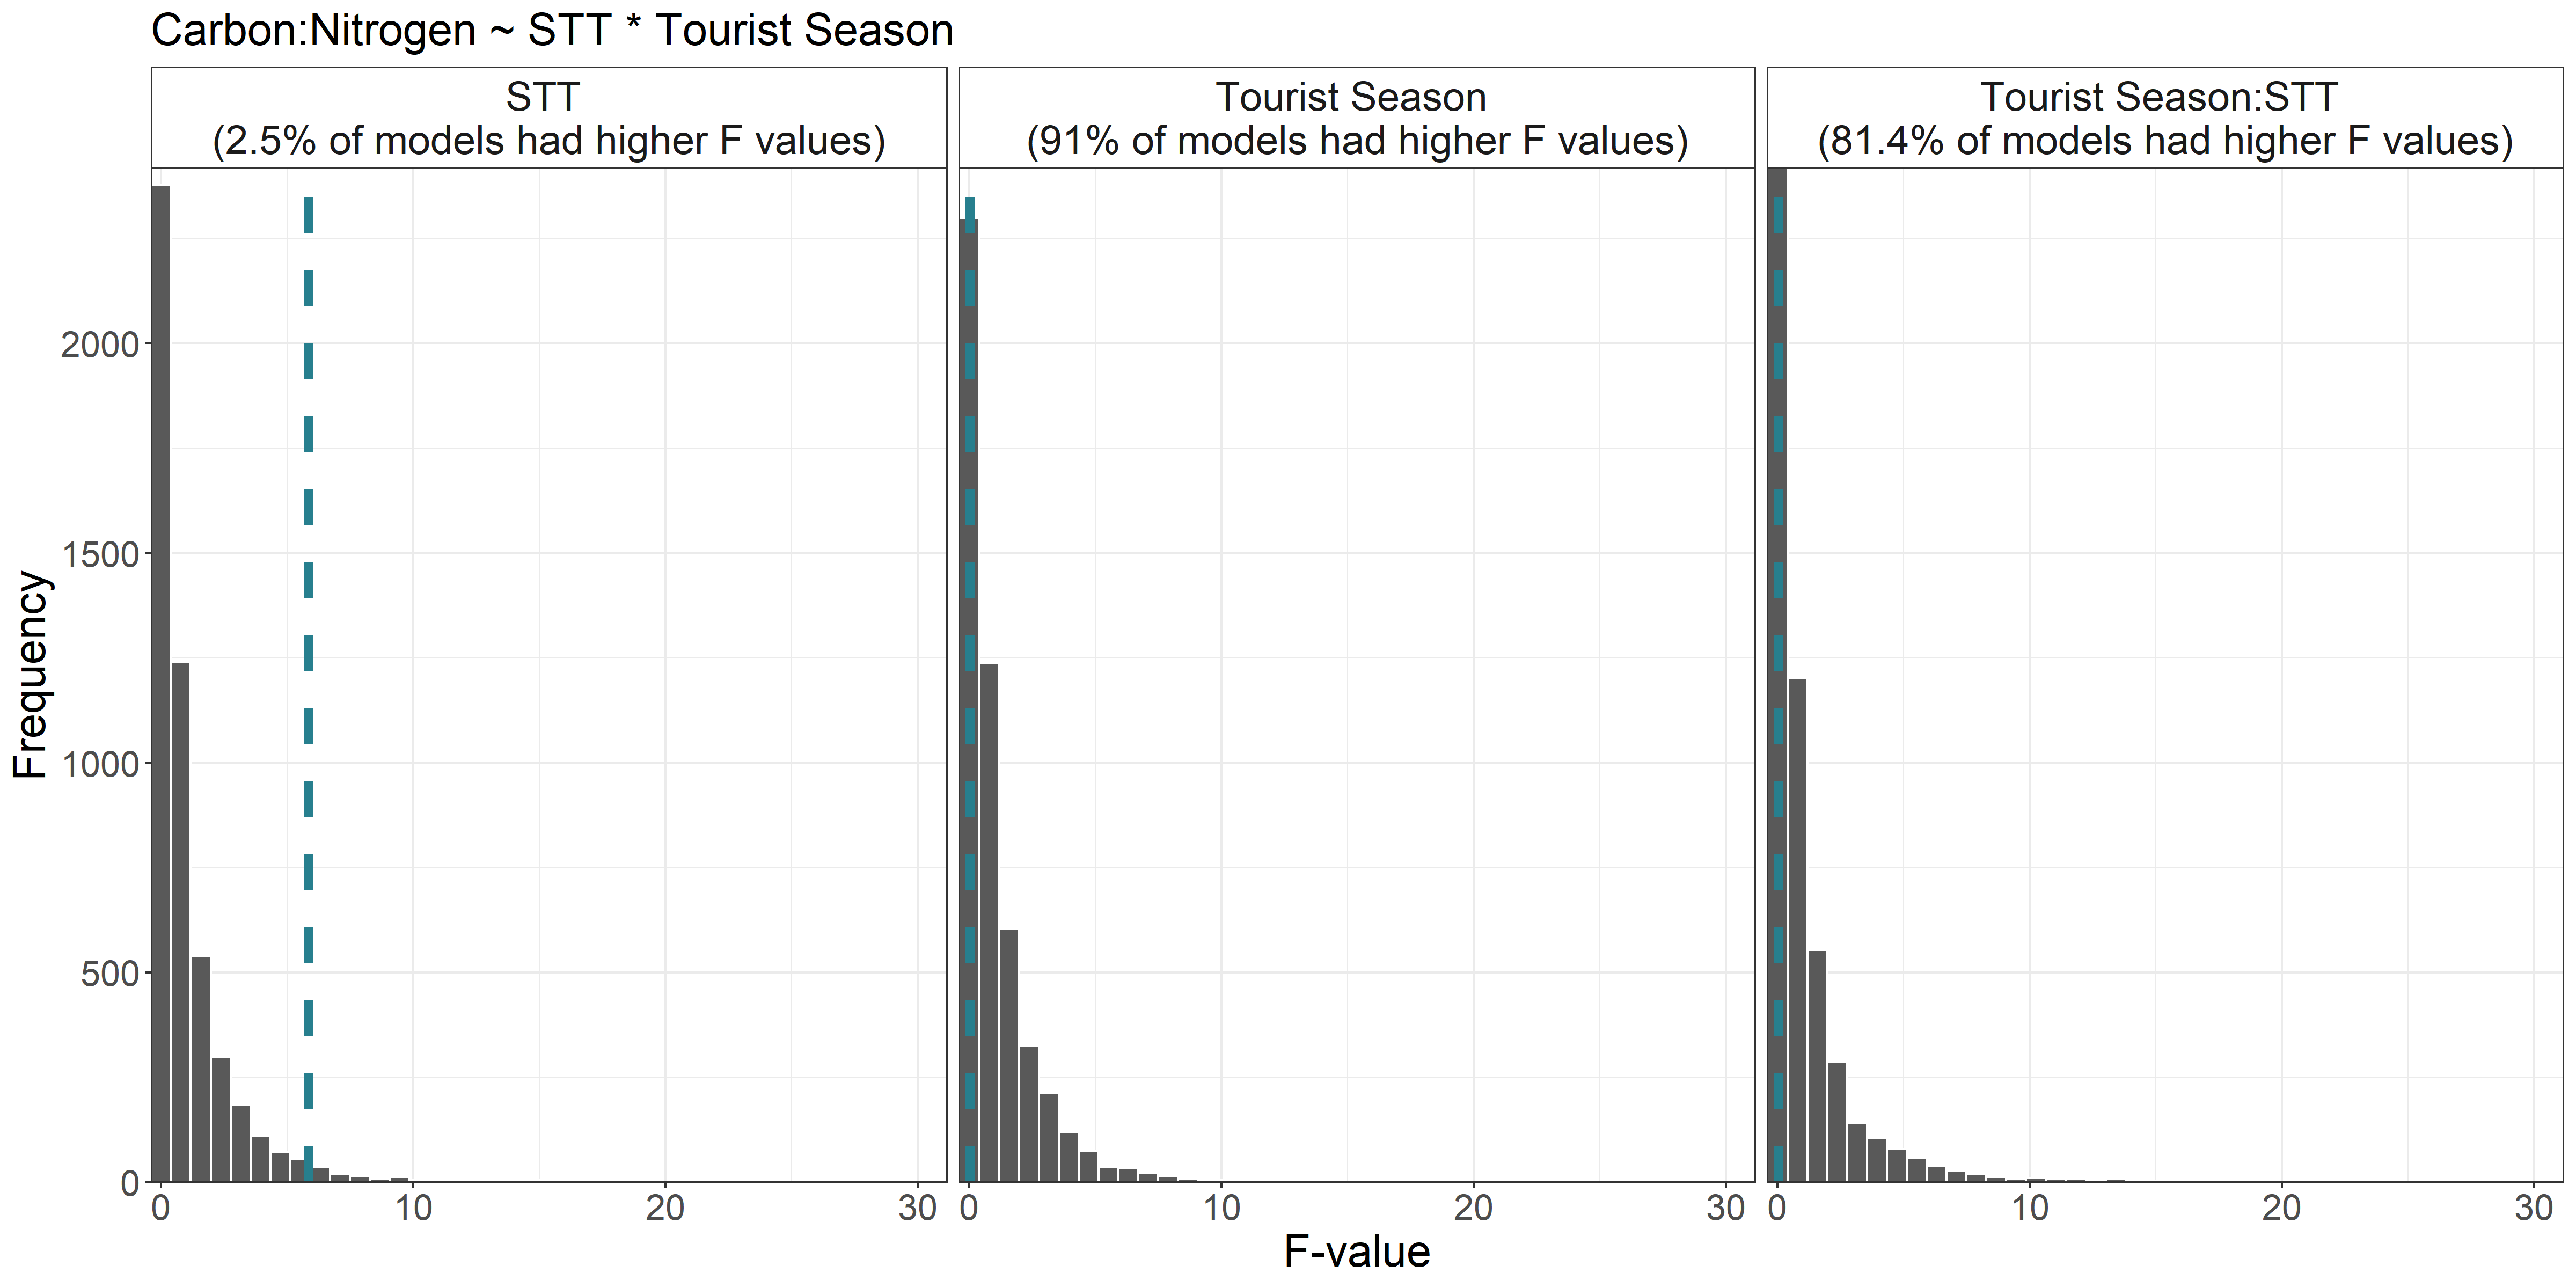 Carbon:Nitrogen ~ STT * Tourist Season
STT
(2.5% of models had higher F values)
Tourist Season
(91% of models had higher F values)
Tourist Season:STT
(81.4% of models had higher F values)
Frequency
2000
1500
1000
500
0
0 10 20 30
0 10 20 30
0 10 20 30
F-value